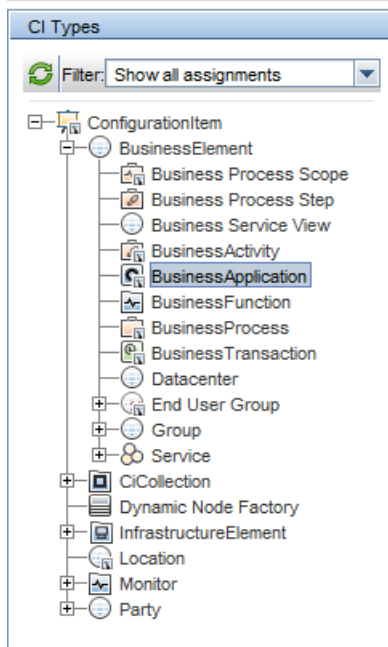 CI Types
Filter: Show all assignments
ConfigurationItem
BusinessElement
Business Process Scope
Business Process Step
Business Service View
BusinessActivity
BusinessApplication
BusinessFunction
BusinessProcess
BusinessTransaction
Datacenter
End User Group
Group
Service
CiCollection
Dynamic Node Factory
InfrastructureElement
Location
Monitor
Party